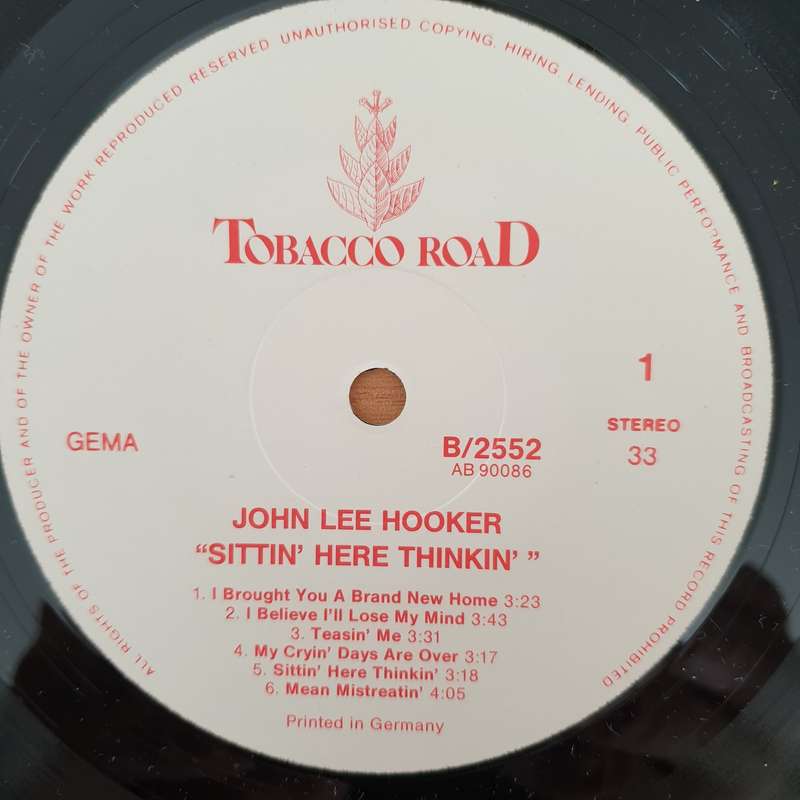 ALL RIGHTS OF THE PRODUCER AND OF THE OWNER OF THE WORK REPRODUCED RESERVED UNAUTHORISED COPYING, HIRING, LENDING, PUBLIC PERFORMANCE AND BROADCASTING OF THIS RECORD PROHIBITED
TOBACCO ROAD
1
GEMA
B/2552
STEREO
AB 90086
33
JOHN LEE HOOKER
“SITTIN’ HERE THINKIN’ ”
1. I Brought You A Brand New Home 3:23
2. I Believe I’ll Lose My Mind 3:43
3. Teasin’ Me 3:31
4. My Cryin’ Days Are Over 3:17
5. Sittin’ Here Thinkin’ 3:18
6. Mean Mistreatin’ 4:05
Printed in Germany